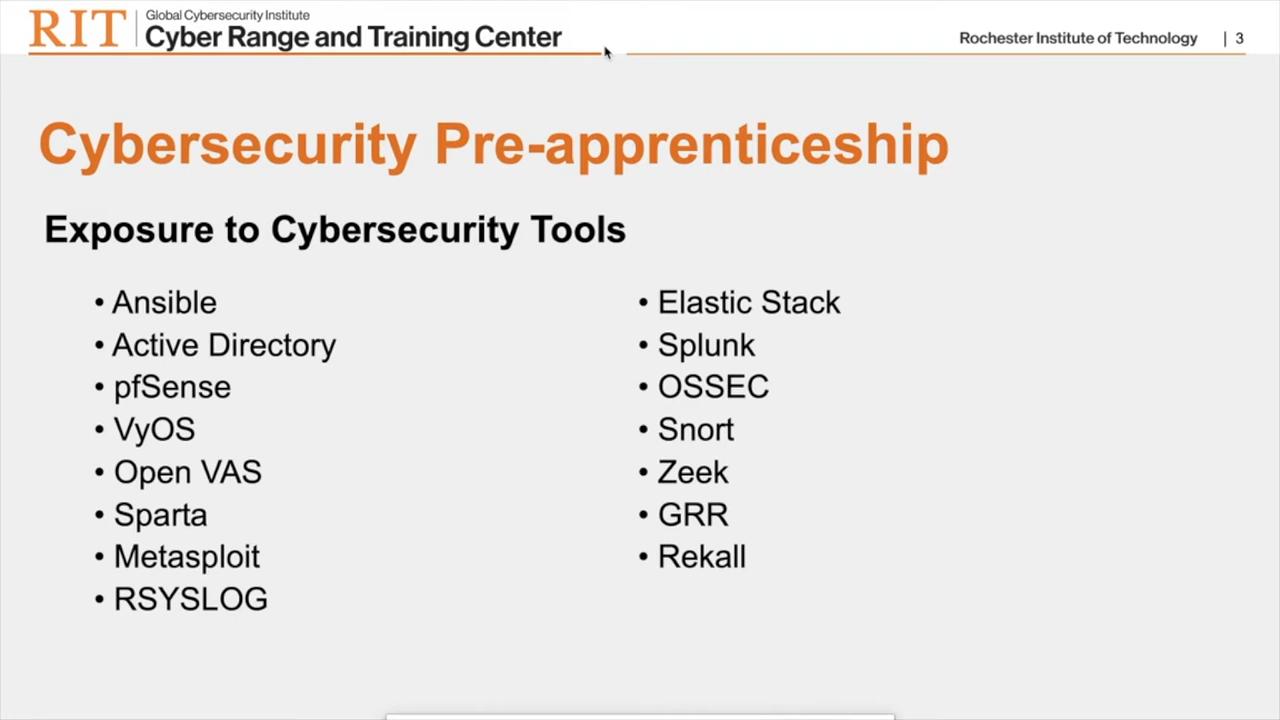 RIT
Global Cybersecurity Institute
Cyber Range and Training Center
Rochester Institute of Technology | 3
Cybersecurity Pre-apprenticeship
Exposure to Cybersecurity Tools
• Ansible
• Active Directory
• pfSense
• VyOS
• Open VAS
• Sparta
• Metasploit
• RSYSLOG
• Elastic Stack
• Splunk
• OSSEC
• Snort
• Zeek
• GRR
• Rekall